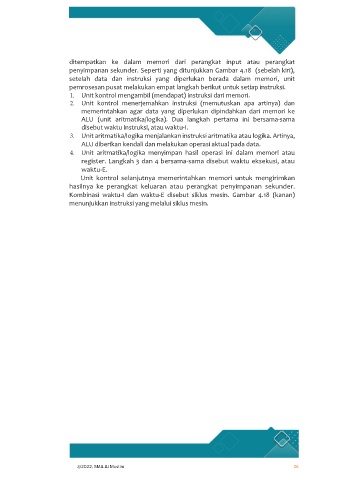 ditempatkan ke dalam memori dari perangkat input atau perangkat
penyimpanan sekunder. Seperti yang ditunjukkan Gambar 4.18 (sebelah kiri),
setelah data dan instruksi yang diperlukan berada dalam memori, unit
pemrosesan pusat melakukan empat langkah berikut untuk setiap instruksi.
1. Unit kontrol mengambil (mendapat) instruksi dari memori.
2. Unit kontrol menerjemahkan instruksi (memutuskan apa artinya) dan
memerintahkan agar data yang diperlukan dipindahkan dari memori ke
ALU (unit aritmatika/logika). Dua langkah pertama ini bersama-sama
disebut waktu instruksi, atau waktu-I.
3. Unit aritmatika/logika menjalankan instruksi aritmatika atau logika. Artinya,
ALU diberikan kendali dan melakukan operasi aktual pada data.
4. Unit aritmatika/logika menyimpan hasil operasi ini dalam memori atau
register. Langkah 3 dan 4 bersama-sama disebut waktu eksekusi, atau
waktu-E.
Unit kontrol selanjutnya memerintahkan memori untuk mengirimkan
hasilnya ke perangkat keluaran atau perangkat penyimpanan sekunder.
Kombinasi waktu-I dan waktu-E disebut siklus mesin. Gambar 4.18 (kanan)
menunjukkan instruksi yang melalui siklus mesin.
@2022, SMA Al